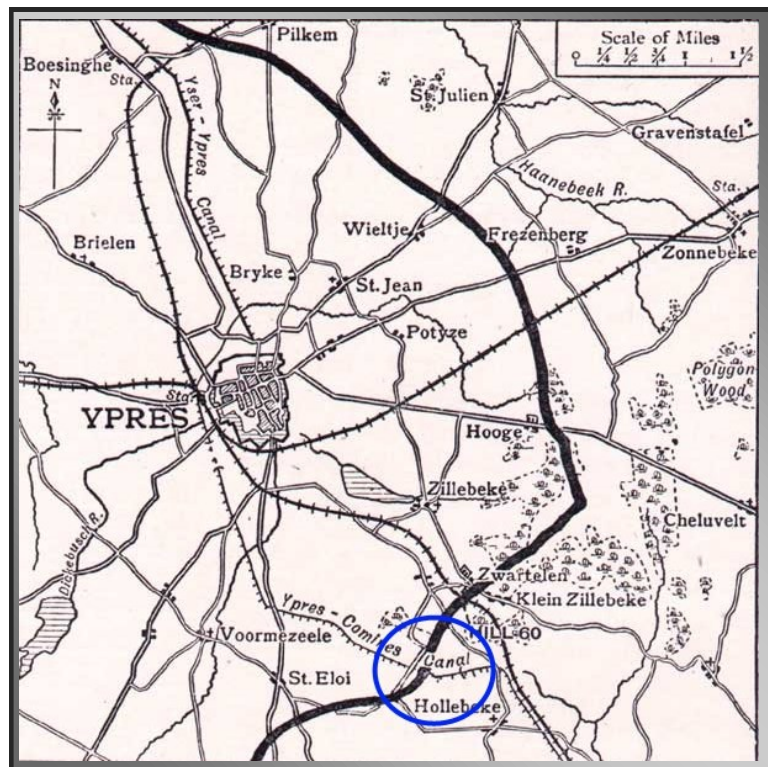 Pilkem
Scale of Miles
0 ¼ ½ ¾ 1 1½
Boesinghe
Sta.
N
Yser - Ypres Canal
St. Julien
Gravenstafel
Haanebeek R.
Sta.
Wieltje
Frezenberg
Zonnebeke
Brielen
Bryke
St. Jean
Potyze
Polygon
Wood
Sta.
YPRES
Hooge
Zillebeke
Cheluvelt
Dickebusch R.
Zwartelen
Klein Zillebeke
Ypres - Comines Canal
HILL 60
Voormezeele
St. Eloi
Hollebeke